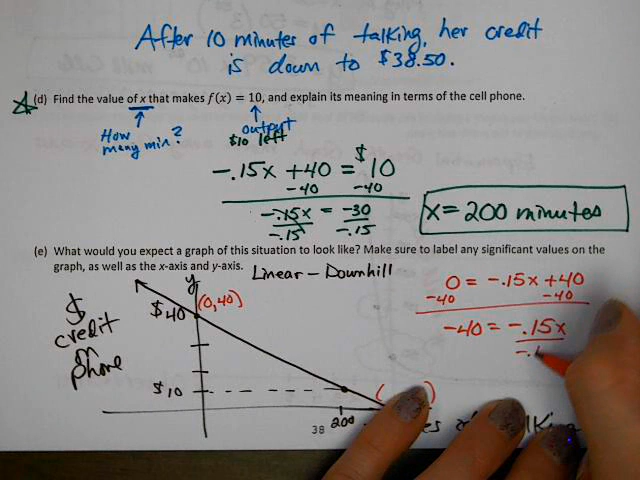 After 10 minutes of talking, her credit
is down to $38.50.
(d) Find the value of x that makes f(x) = 10, and explain its meaning in terms of the cell phone.
How many min?
output
$10 left
-.15x + 40 = $10
-40 -40
-.15x = -30
-.15 -.15
x = 200 minutes
(e) What would you expect a graph of this situation to look like? Make sure to label any significant values on the
graph, as well as the x-axis and y-axis. Linear - Downhill
y
$40 (0,40)
$ credit on phone
$10
200
0 = -.15x + 40
-40 -40
-40 = -.15x
38